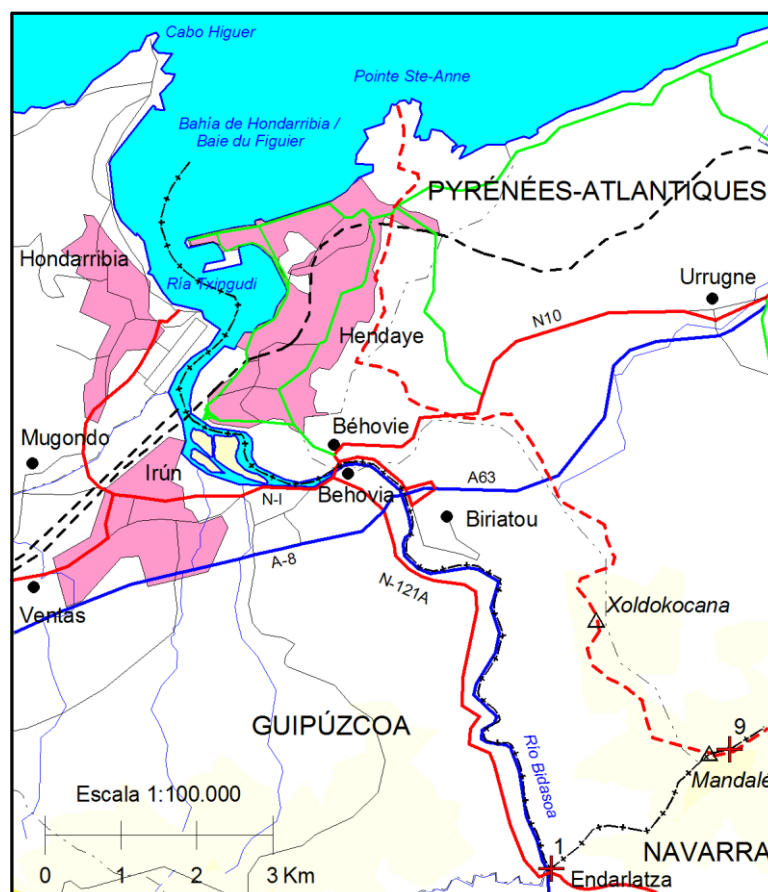 Cabo Higuer
Pointe Ste-Anne
Bahía de Hondarribia /
Baie du Figuier
PYRÉNÉES-ATLANTIQUES
Hondarribia
Ría Txingudi
Urrugne
N10
Hendaye
Mugondo
Béhovie
Irún
Behovia
A63
N-I
Biriatou
A-8
N-121A
Ventas
Xoldokocana
GUIPÚZCOA
9
Río Bidasoa
Mandalé
Escala 1:100.000
1
NAVARRA
0 1 2 3 Km
Endarlatza